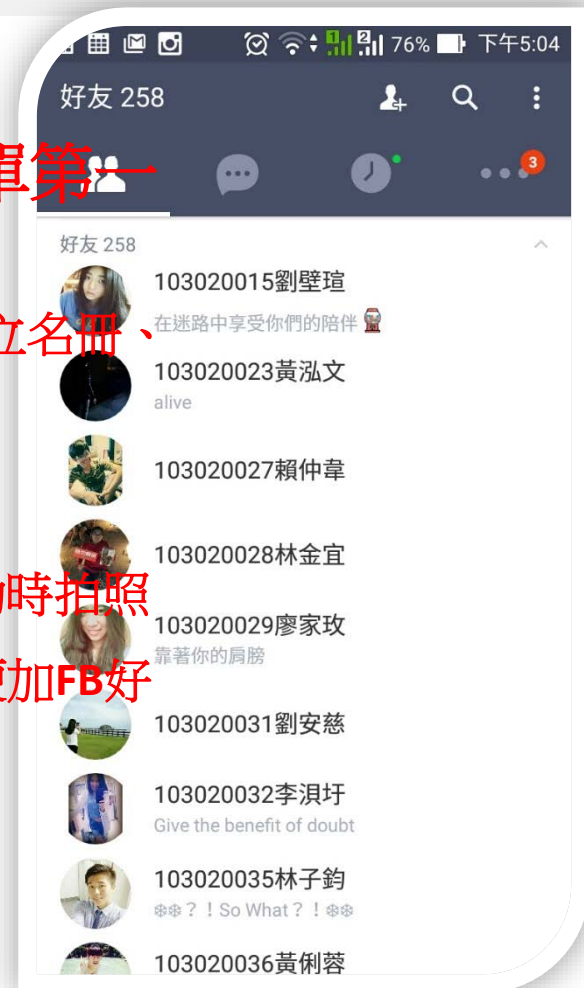 76% 下午5:04
好友 258
單第一
3
好友 258
103020015劉壁瑄
在迷路中享受你們的陪伴
立名冊、
103020023黃泓文
alive
103020027賴仲韋
103020028林金宜
時拍照
103020029廖家玫
靠著你的肩膀
加FB好
103020031劉安慈
103020032李淏圩
Give the benefit of doubt
103020035林子鈞
❄❄？！So What？！❄❄
103020036黃俐蓉